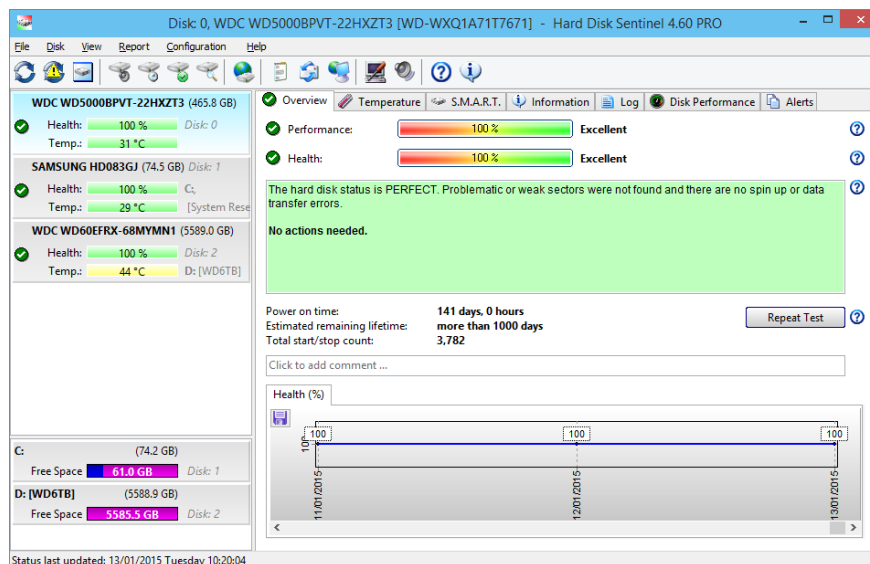 Disk: 0, WDC WD5000BPVT-22HXZT3 [WD-WXQ1A71T7671] - Hard Disk Sentinel 4.60 PRO
File Disk View Report Configuration Help
WDC WD5000BPVT-22HXZT3 (465.8 GB)
Health: 100 % Disk: 0
Temp.: 31 °C
SAMSUNG HD083GJ (74.5 GB) Disk: 1
Health: 100 % C:,
Temp.: 29 °C [System Rese
WDC WD60EFRX-68MYMN1 (5589.0 GB)
Health: 100 % Disk: 2
Temp.: 44 °C D: [WD6TB]
C: (74.2 GB)
Free Space 61.0 GB Disk: 1
D: [WD6TB] (5588.9 GB)
Free Space 5585.5 GB Disk: 2
Overview Temperature S.M.A.R.T. Information Log Disk Performance Alerts
Performance: 100 % Excellent
Health: 100 % Excellent
The hard disk status is PERFECT. Problematic or weak sectors were not found and there are no spin up or data
transfer errors.
No actions needed.
Power on time: 141 days, 0 hours
Estimated remaining lifetime: more than 1000 days
Total start/stop count: 3,782
Repeat Test
Click to add comment ...
Health (%)
100
100 100 100
11/01/2015 12/01/2015 13/01/2015
Status last updated: 13/01/2015 Tuesday 10:20:04